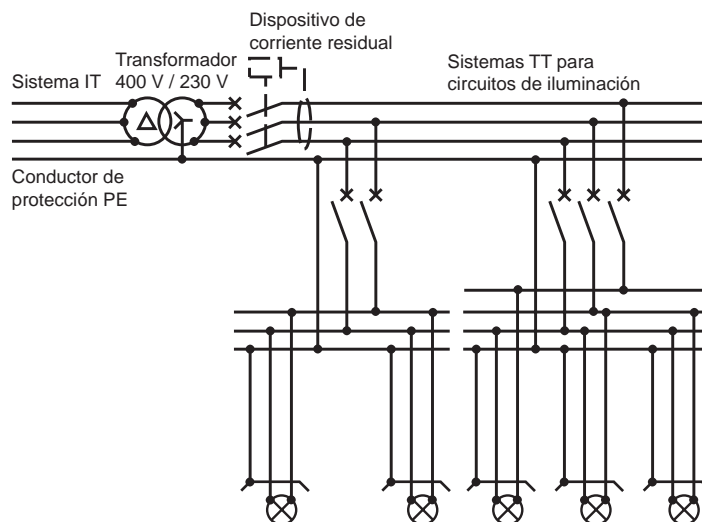 Dispositivo de
corriente residual
Transformador
400 V / 230 V
Sistemas TT para
circuitos de iluminación
Sistema IT
Conductor de
protección PE